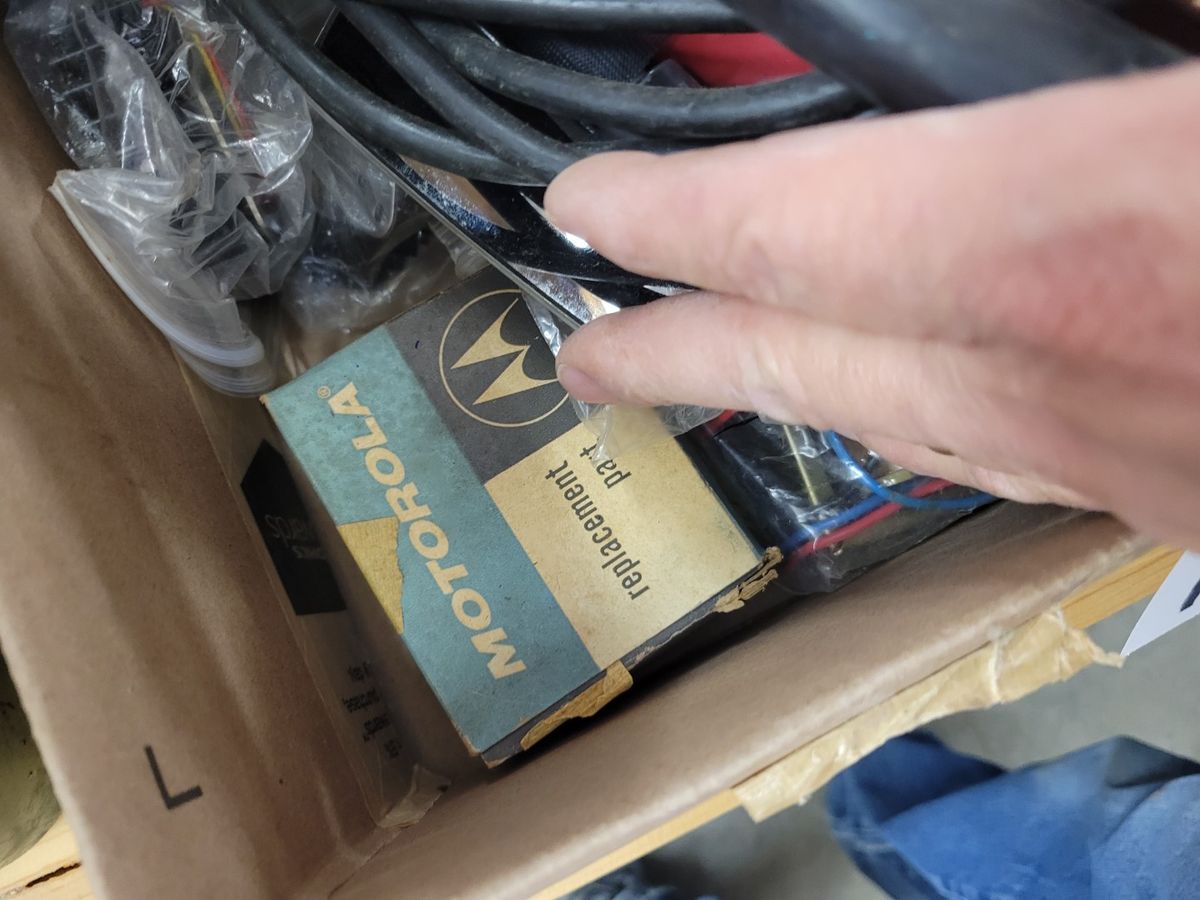 MOTOROLA®
replacement
part
L